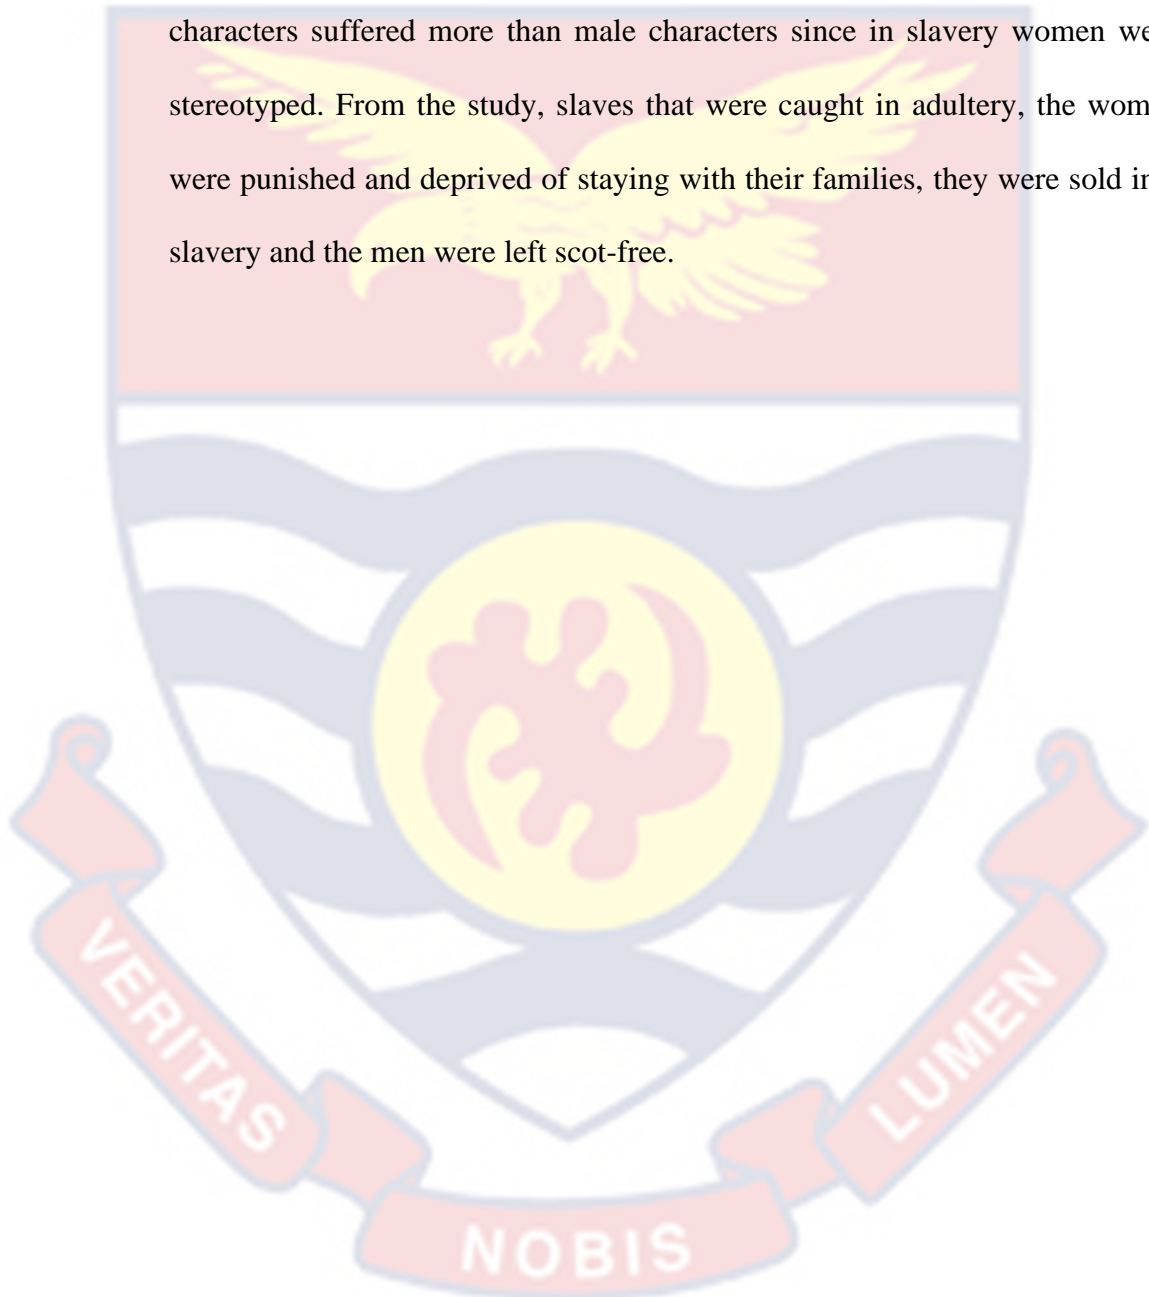 characters suffered more than male characters since in slavery women we
stereotyped. From the study, slaves that were caught in adultery, the wom
were punished and deprived of staying with their families, they were sold in
slavery and the men were left scot-free.
VERITAS
NOBIS
LUMEN